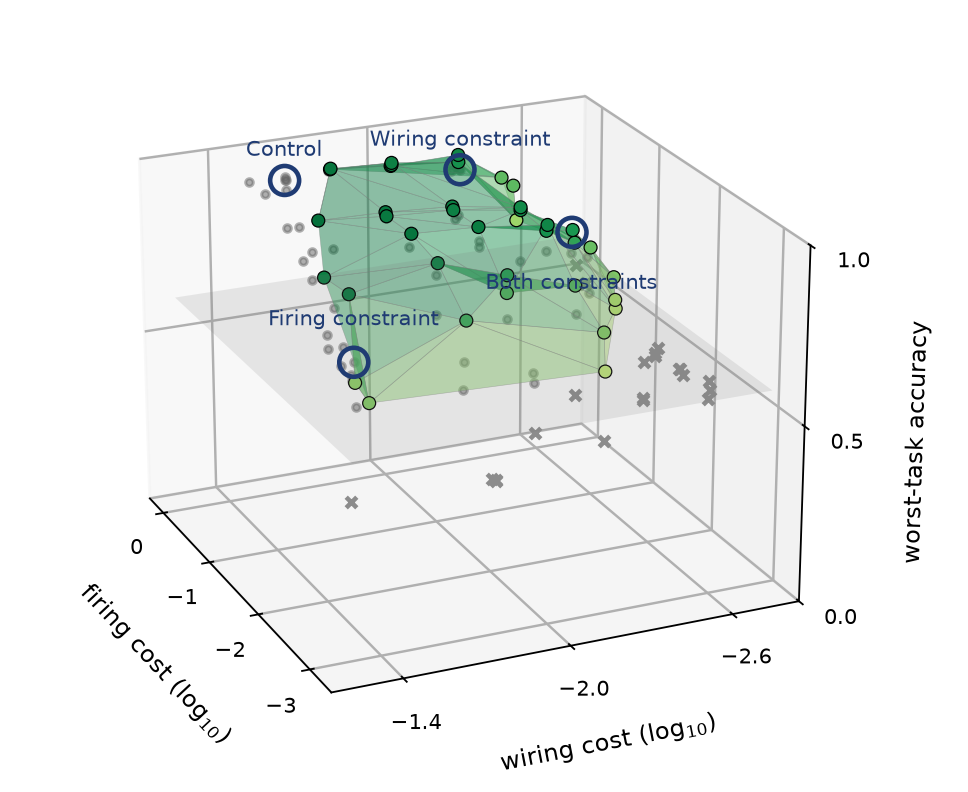 Wiring constraint
Control
Both constraints
Firing constraint
1.0
0.5
0.0
worst-task accuracy
0
−1
−2
−3
firing cost (log₁₀)
−1.4
−2.0
−2.6
wiring cost (log₁₀)